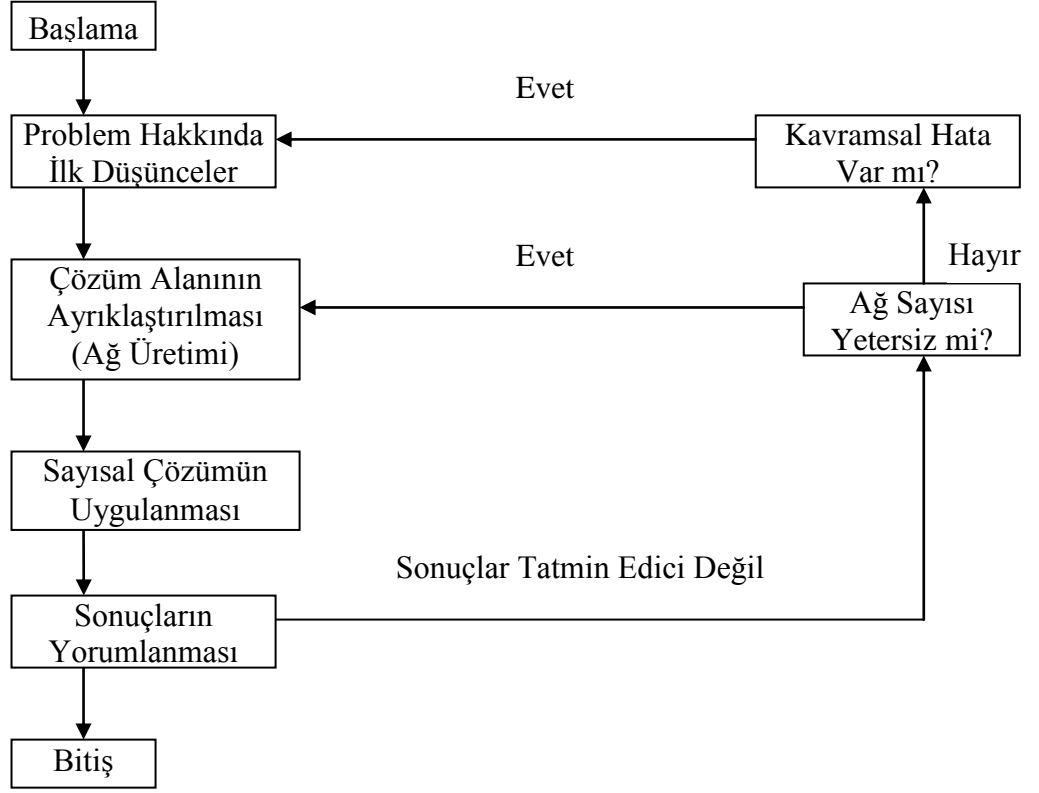 Başlama
Evet
Problem Hakkında
İlk Düşünceler
Kavramsal Hata
Var mı?
Evet
Hayır
Çözüm Alanının
Ayrıklaştırılması
(Ağ Üretimi)
Ağ Sayısı
Yetersiz mi?
Sayısal Çözümün
Uygulanması
Sonuçlar Tatmin Edici Değil
Sonuçların
Yorumlanması
Bitiş